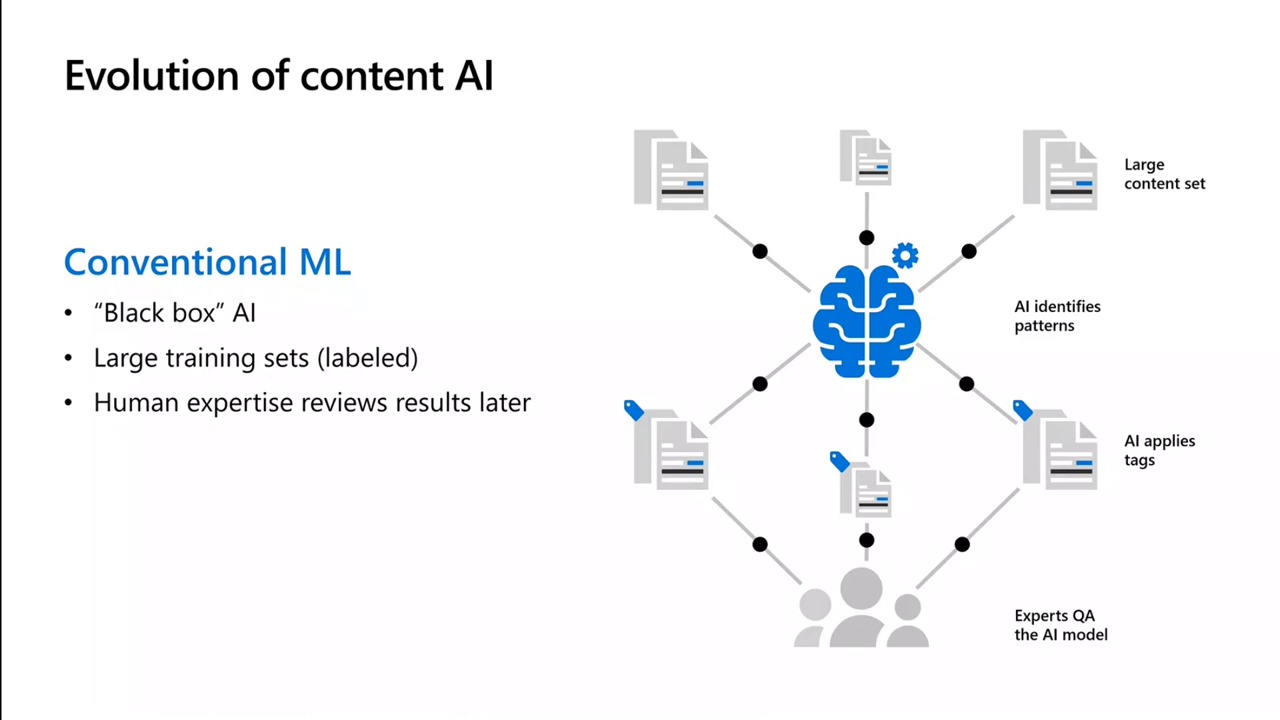 Evolution of content AI
Conventional ML
• “Black box” AI
• Large training sets (labeled)
• Human expertise reviews results later
Large
content set
AI identifies
patterns
AI applies
tags
Experts QA
the AI model